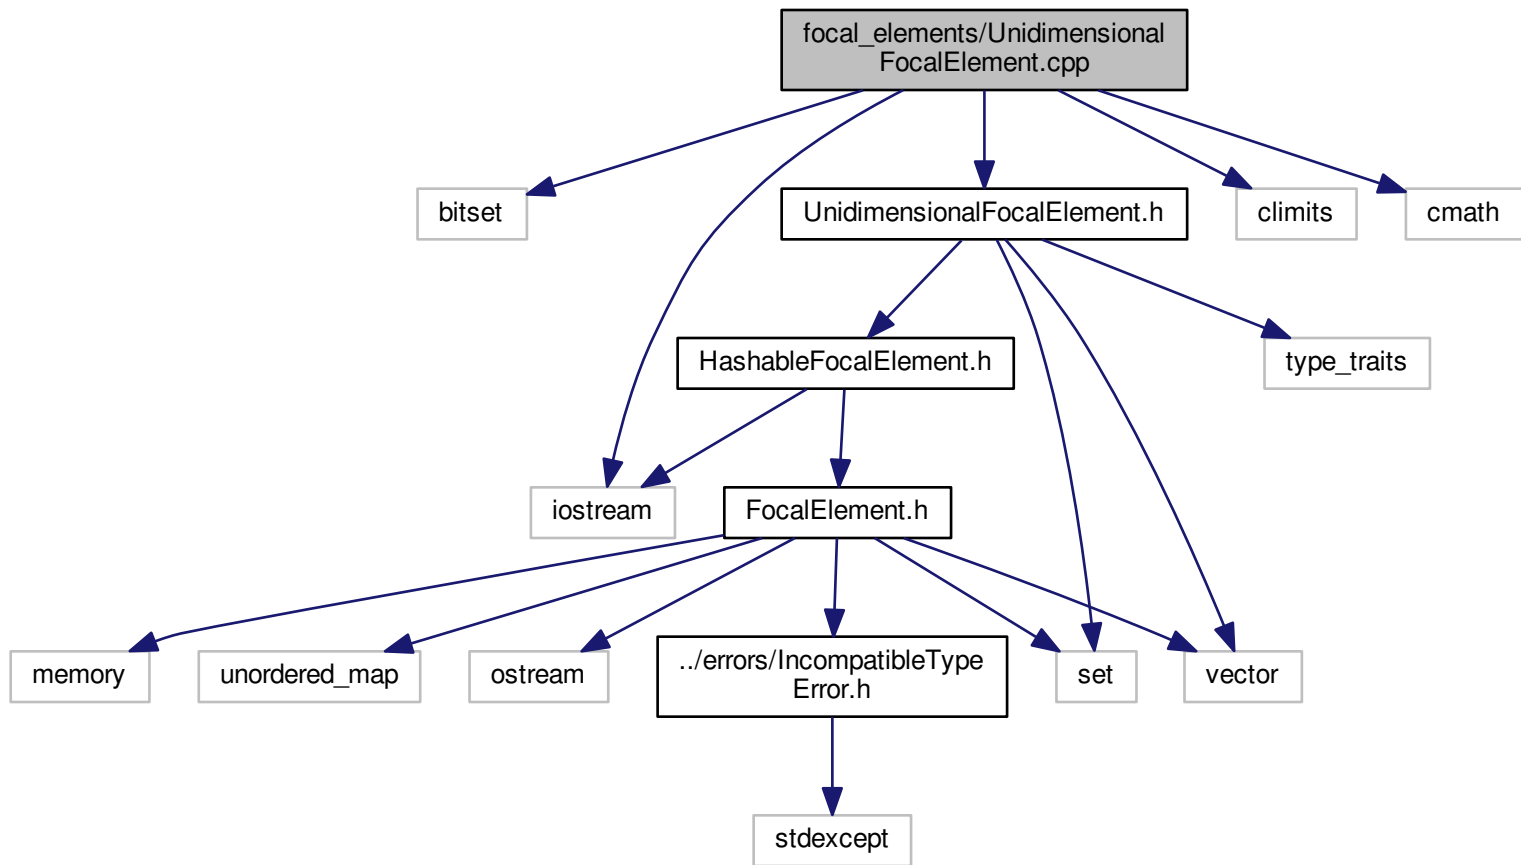 focal_elements/Unidimensional
FocalElement.cpp
bitset
UnidimensionalFocalElement.h
climits
cmath
HashableFocalElement.h
type_traits
iostream
FocalElement.h
memory
unordered_map
ostream
../errors/IncompatibleType
Error.h
set
vector
stdexcept